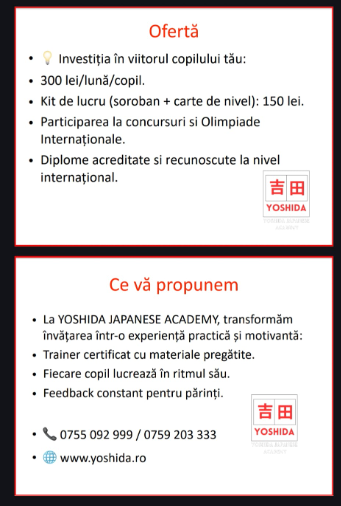 Ofertă
• 💡 Investiția în viitorul copilului tău:
• 300 lei/lună/copil.
• Kit de lucru (soroban + carte de nivel): 150 lei.
• Participarea la concursuri si Olimpiade
Internaționale.
• Diplome acreditate si recunoscute la nivel
internațional.
吉田
YOSHIDA
Ce vă propunem
• La YOSHIDA JAPANESE ACADEMY, transformăm
învățarea într-o experiență practică și motivantă:
• Trainer certificat cu materiale pregătite.
• Fiecare copil lucrează în ritmul său.
• Feedback constant pentru părinți.
• 📞 0755 092 999 / 0759 203 333
• 🌐 www.yoshida.ro
吉田
YOSHIDA